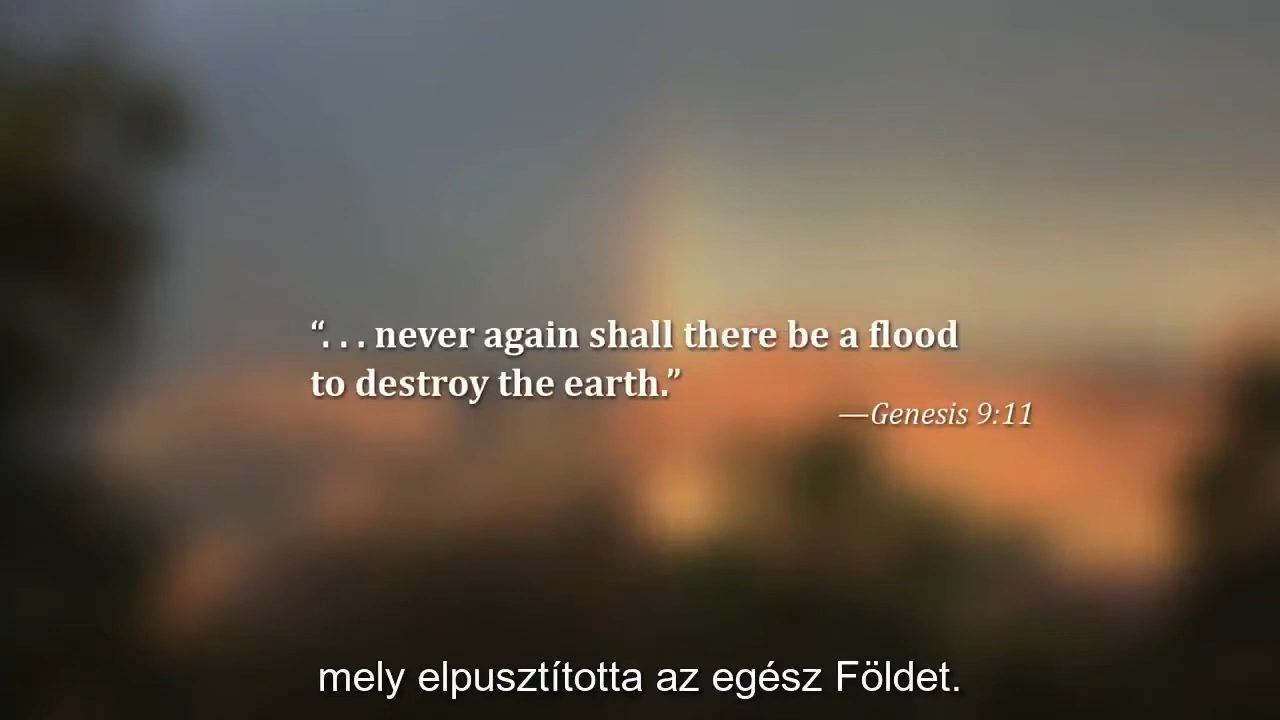 “. . . never again shall there be a flood
to destroy the earth.”
—Genesis 9:11
mely elpusztította az egész Földet.